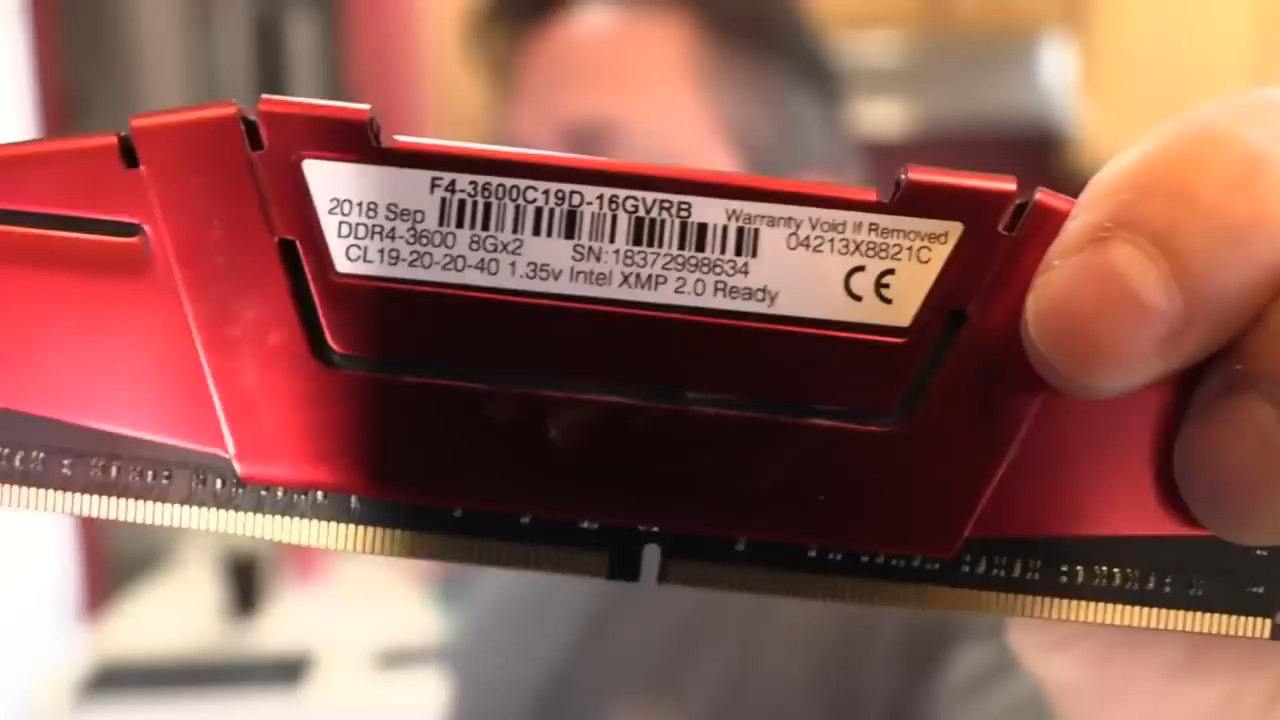 F4-3600C19D-16GVRB
2018 Sep
Warranty Void If Removed
DDR4-3600 8Gx2
SN:18372998634
04213X8821C
CL19-20-20-40 1.35v Intel XMP 2.0 Ready
CE